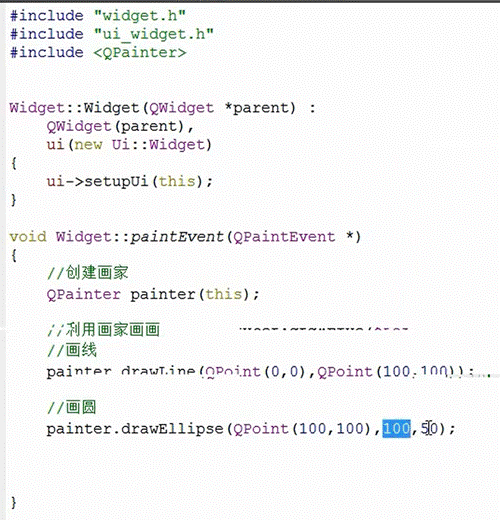 #include "widget.h"
#include "ui_widget.h"
#include <QPainter>
Widget::Widget(QWidget *parent) :
QWidget(parent),
ui(new Ui::Widget)
{
ui->setupUi(this);
}
void Widget::paintEvent(QPaintEvent *)
{
//创建画家
QPainter painter(this);
//利用画家画画
//画线
painter.drawLine(QPoint(0,0),QPoint(100,100));
//画圆
painter.drawEllipse(QPoint(100,100),100,50);
}